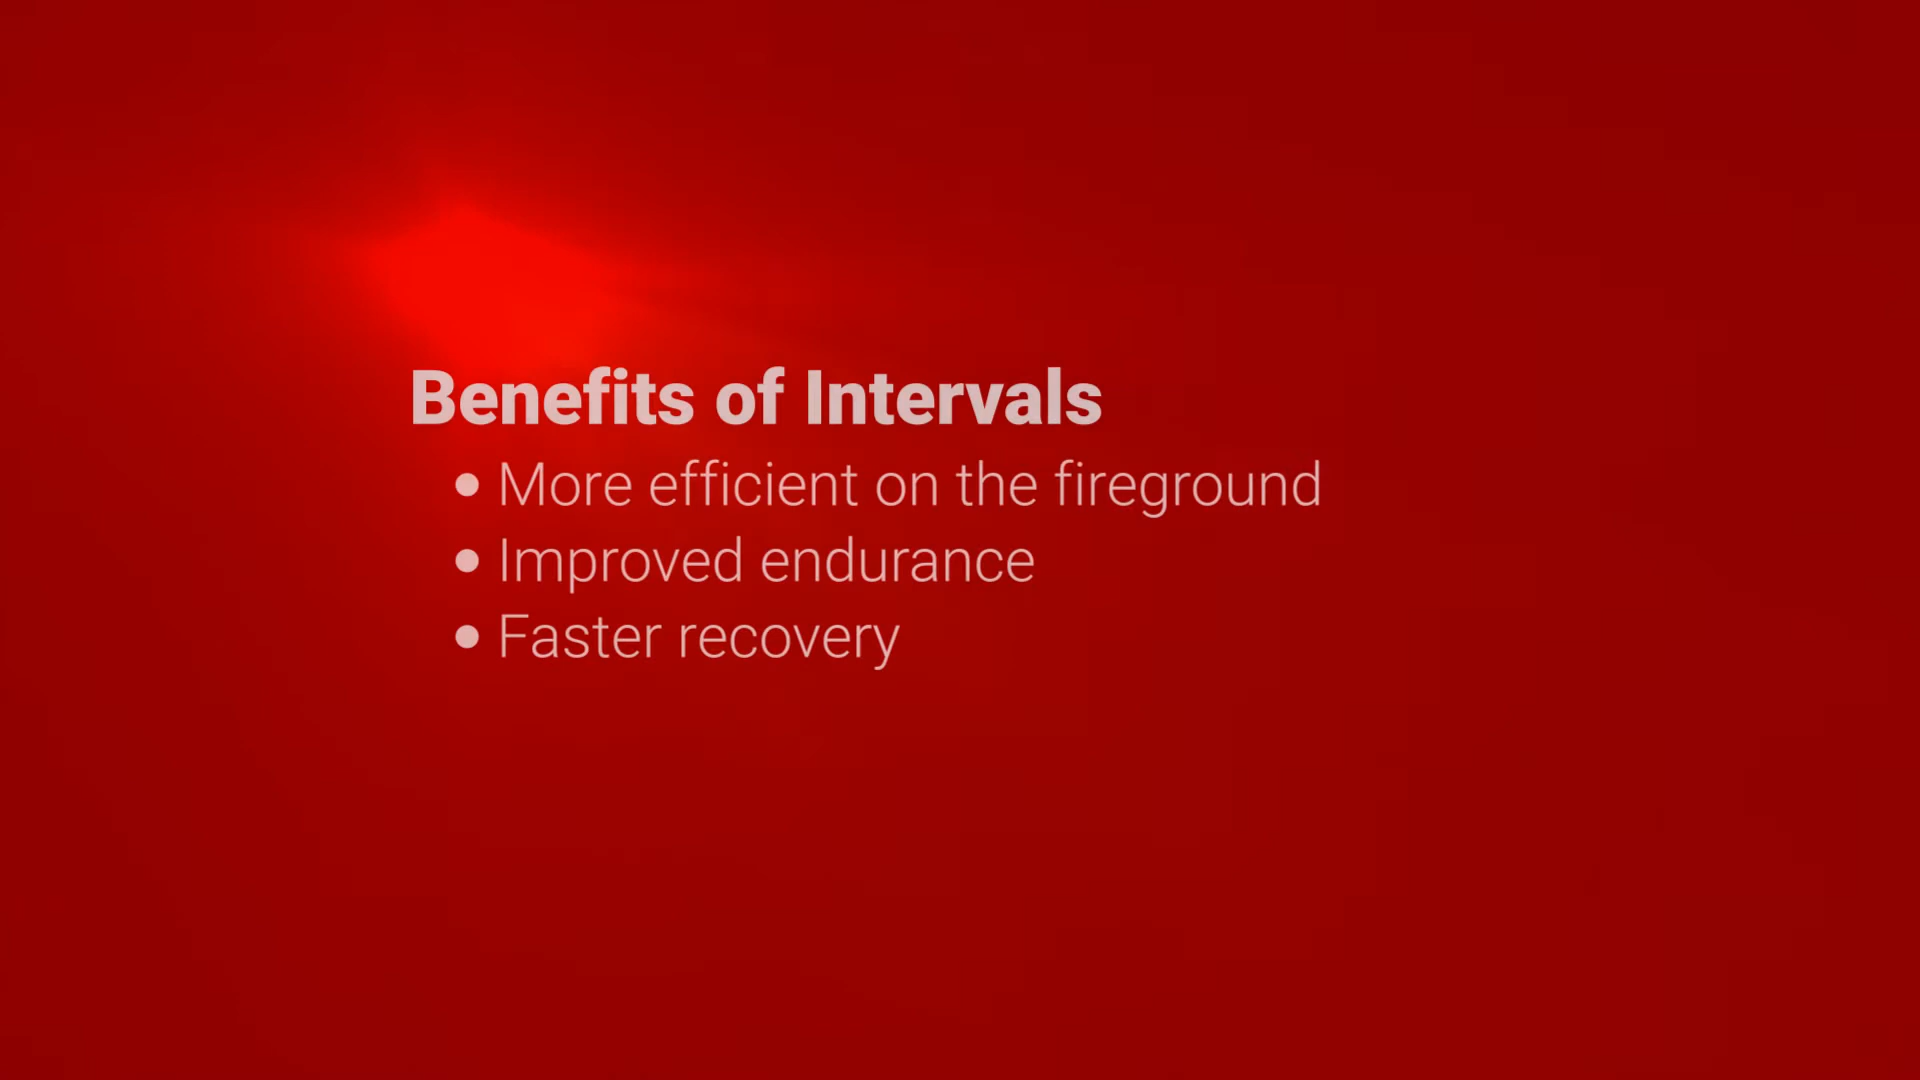 Benefits of Intervals
• More efficient on the fireground
• Improved endurance
• Faster recovery